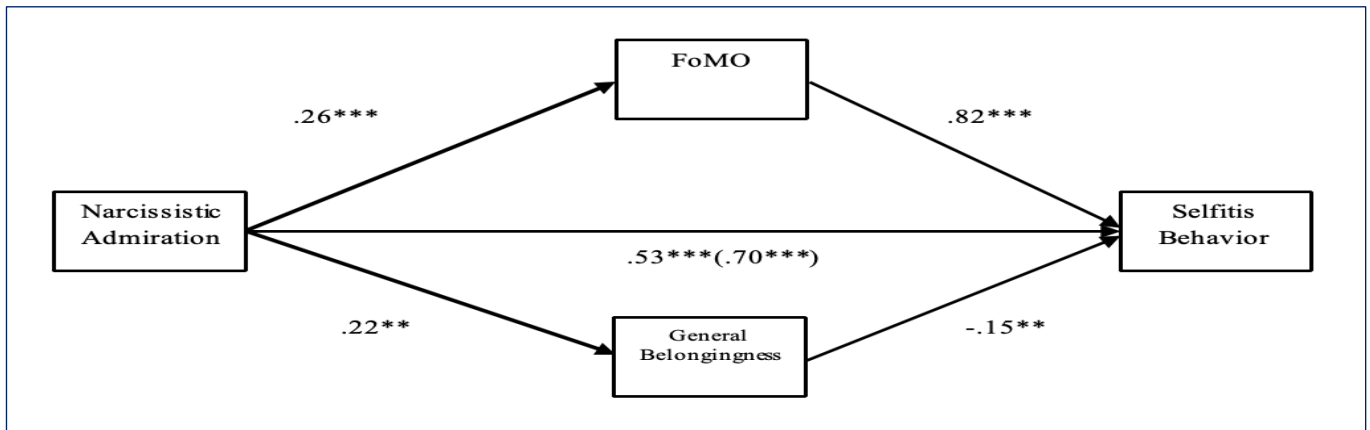 FoMO
.26***
.82***
Narcissistic
Admiration
Selfitis
Behavior
.53***(.70***)
.22**
-.15**
General
Belongingness